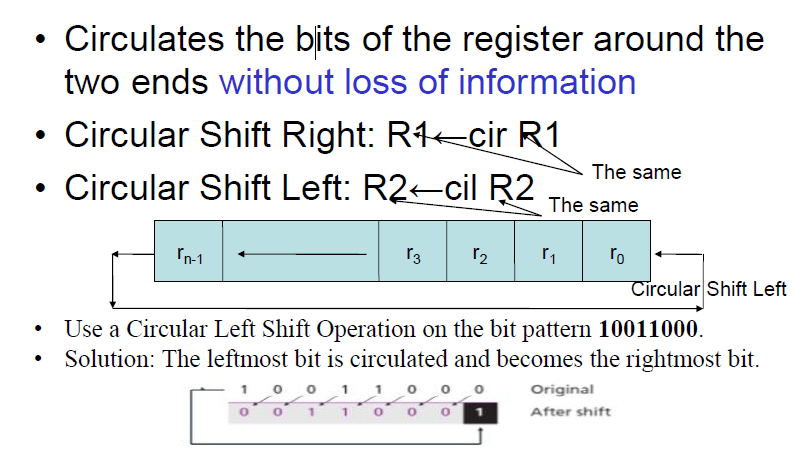 • Circulates the bits of the register around the
two ends without loss of information
• Circular Shift Right: R1←cir R1
The same
• Circular Shift Left: R2←cil R2
The same
rn-1 r3 r2 r1 r0
Circular Shift Left
• Use a Circular Left Shift Operation on the bit pattern 10011000.
• Solution: The leftmost bit is circulated and becomes the rightmost bit.
1 0 0 1 1 0 0 0 Original
0 0 1 1 0 0 0 1 After shift